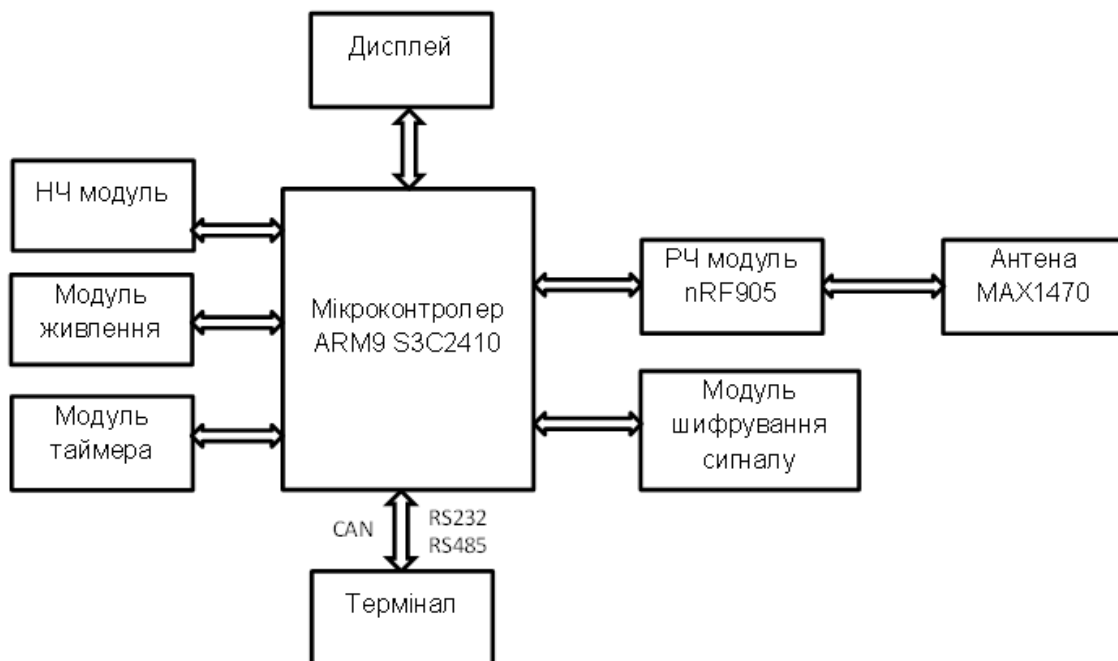 Дисплей
НЧ модуль
Модуль
живлення
Модуль
таймера
Мікроконтролер
ARM9 S3C2410
РЧ модуль
nRF905
Антена
MAX1470
Модуль
шифрування
сигналу
CAN
RS232
RS485
Термінал